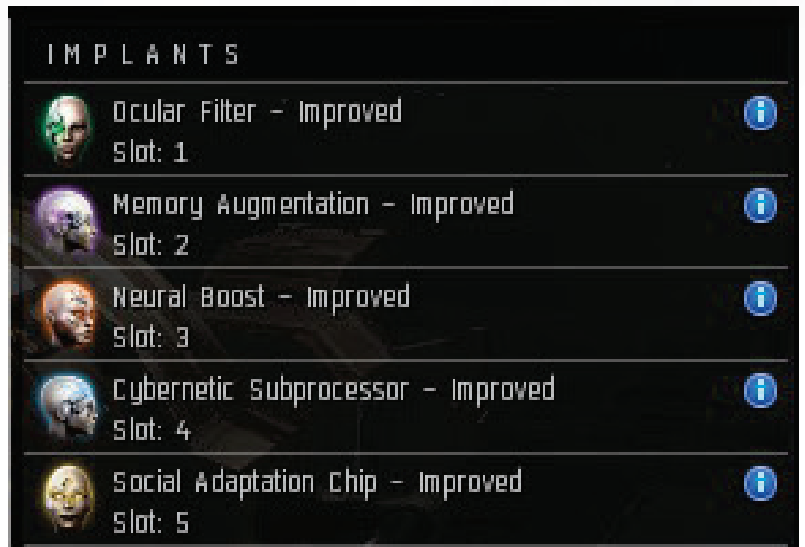 IMPLANTS
Ocular Filter - Improved
Slot: 1
Memory Augmentation - Improved
Slot: 2
Neural Boost - Improved
Slot: 3
Cybernetic Subprocessor - Improved
Slot: 4
Social Adaptation Chip - Improved
Slot: 5